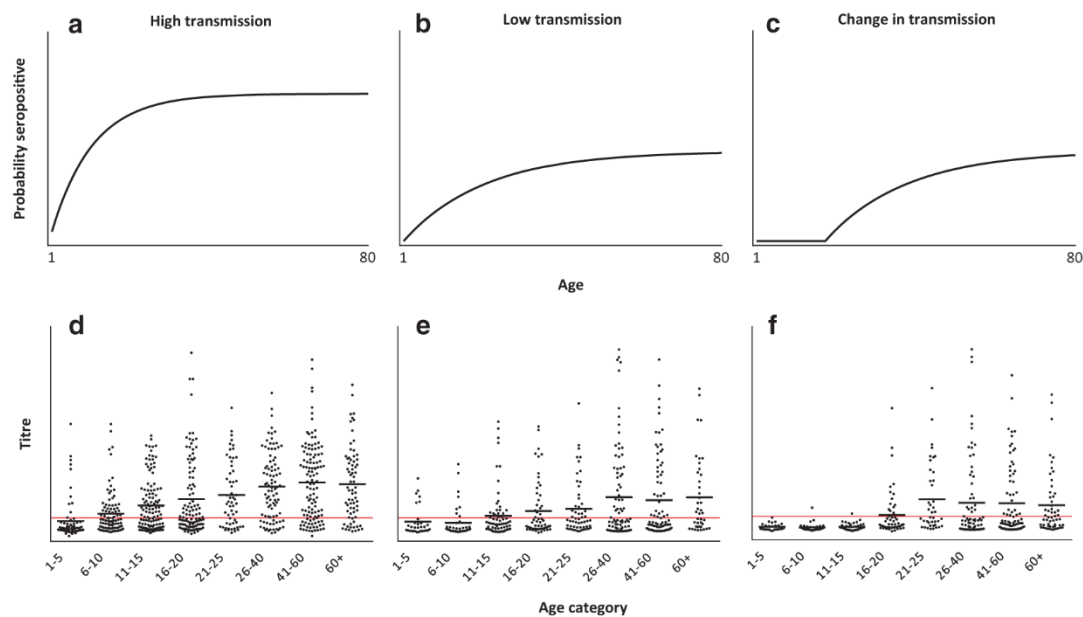 a High transmission
b Low transmission
c Change in transmission
Probability seropositive
1 80
1 80
1 80
Age
d
e
f
Titre
1-5 6-10 11-15 16-20 21-25 26-40 41-60 60+
1-5 6-10 11-15 16-20 21-25 26-40 41-60 60+
1-5 6-10 11-15 16-20 21-25 26-40 41-60 60+
Age category